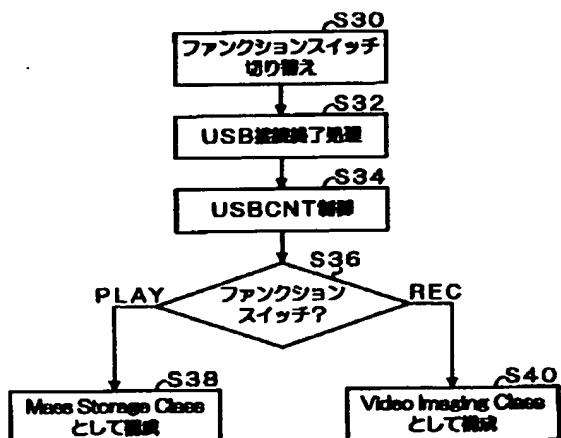 S30
ファンクションスイッチ
切り替え
S32
USB接続終了処理
S34
USBCNT制御
S36
ファンクション
スイッチ?
PLAY
REC
S38
Mass Storage Class
として構成
S40
Video Imaging Class
として構成